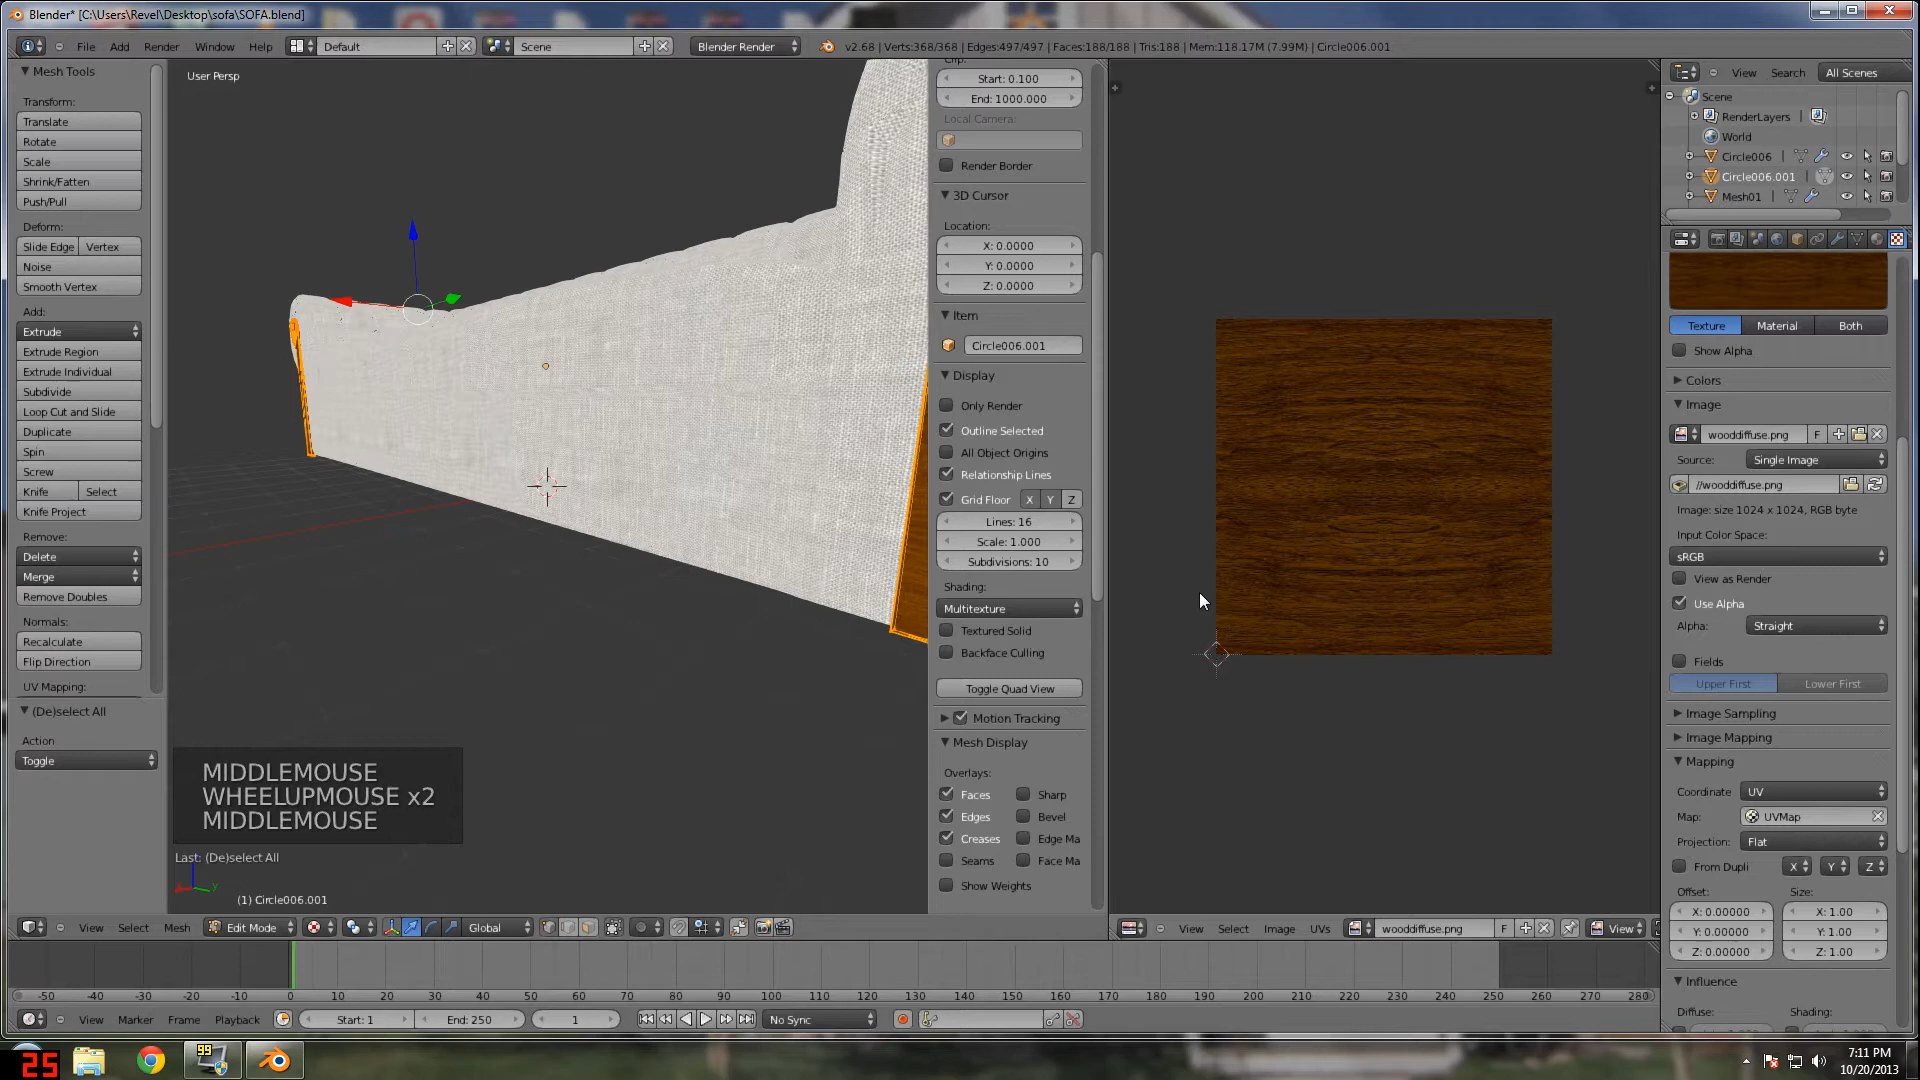 Blender* [C:\Users\Revel\Desktop\sofa\SOFA.blend]
File Add Render Window Help Default Scene Blender Render v2.68 | Verts:368/368 | Edges:497/497 | Faces:188/188 | Tris:188 | Mem:118.17M (7.99M) | Circle006.001
Mesh Tools
Transform:
Translate
Rotate
Scale
Shrink/Fatten
Push/Pull
Deform:
Slide Edge Vertex
Noise
Smooth Vertex
Add:
Extrude
Extrude Region
Extrude Individual
Subdivide
Loop Cut and Slide
Duplicate
Spin
Screw
Knife Select
Knife Project
Remove:
Delete
Merge
Remove Doubles
Normals:
Recalculate
Flip Direction
UV Mapping:
(De)select All
Action
Toggle
User Persp
MIDDLEMOUSE
WHEELUPMOUSE x2
MIDDLEMOUSE
Last: (De)select All
(1) Circle006.001
Start: 0.100
End: 1000.000
Local Camera:
Render Border
3D Cursor
Location:
X: 0.0000
Y: 0.0000
Z: 0.0000
Item
Circle006.001
Display
Only Render
Outline Selected
All Object Origins
Relationship Lines
Grid Floor X Y Z
Lines: 16
Scale: 1.000
Subdivisions: 10
Shading:
Multitexture
Textured Solid
Backface Culling
Toggle Quad View
Motion Tracking
Mesh Display
Overlays:
Faces Sharp
Edges Bevel
Creases Edge Ma
Seams Face Ma
Show Weights
View Search All Scenes
Scene
RenderLayers
World
Circle006
Circle006.001
Mesh01
Texture Material Both
Show Alpha
Colors
Image
wooddiffuse.png F
Source: Single Image
//wooddiffuse.png
Image: size 1024 x 1024, RGB byte
Input Color Space:
sRGB
View as Render
Use Alpha
Alpha: Straight
Fields
Upper First Lower First
Image Sampling
Image Mapping
Mapping
Coordinate UV
Map: UVMap
Projection: Flat
From Dupli X Y Z
Offset: Size:
X: 0.00000 X: 1.00
Y: 0.00000 Y: 1.00
Z: 0.00000 Z: 1.00
Influence
Diffuse: Shading:
View Select Mesh Edit Mode Global
View Select Image UVs wooddiffuse.png F View
-50 -40 -30 -20 -10 0 10 20 30 40 50 60 70 80 90 100 110 120 130 140 150 160 170 180 190 200 210 220 230 240 250 260 270 280
View Marker Frame Playback Start: 1 End: 250 1 No Sync
25
99
7:11 PM
10/20/2013